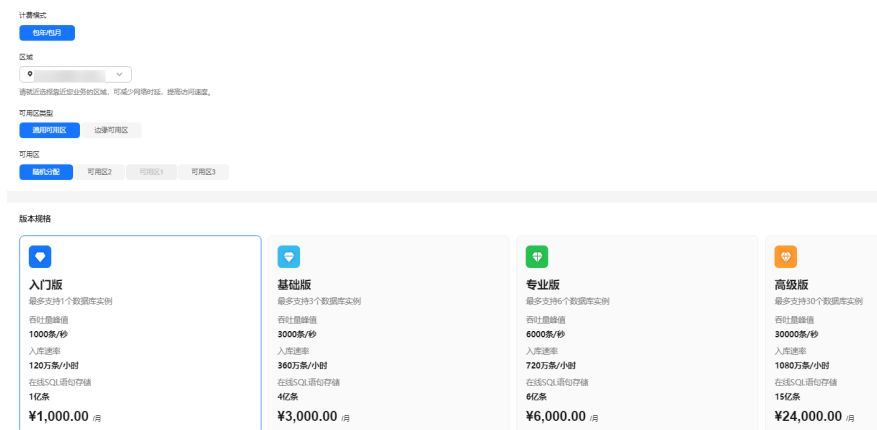 计费模式
包年/包月
区域
请就近选择靠近您业务的区域，可减少网络时延，提高访问速度。
可用区类型
通用可用区 边缘可用区
可用区
随机分配 可用区2 可用区1 可用区3
版本规格
入门版 基础版 专业版 高级版
最多支持1个数据库实例 最多支持3个数据库实例 最多支持6个数据库实例 最多支持30个数据库实例
吞吐量峰值 吞吐量峰值 吞吐量峰值 吞吐量峰值
1000条/秒 3000条/秒 6000条/秒 30000条/秒
入库速率 入库速率 入库速率 入库速率
120万条/小时 360万条/小时 720万条/小时 1080万条/小时
在线SQL语句存储 在线SQL语句存储 在线SQL语句存储 在线SQL语句存储
1亿条 4亿条 6亿条 15亿条
¥1,000.00 /月 ¥3,000.00 /月 ¥6,000.00 /月 ¥24,000.00 /月